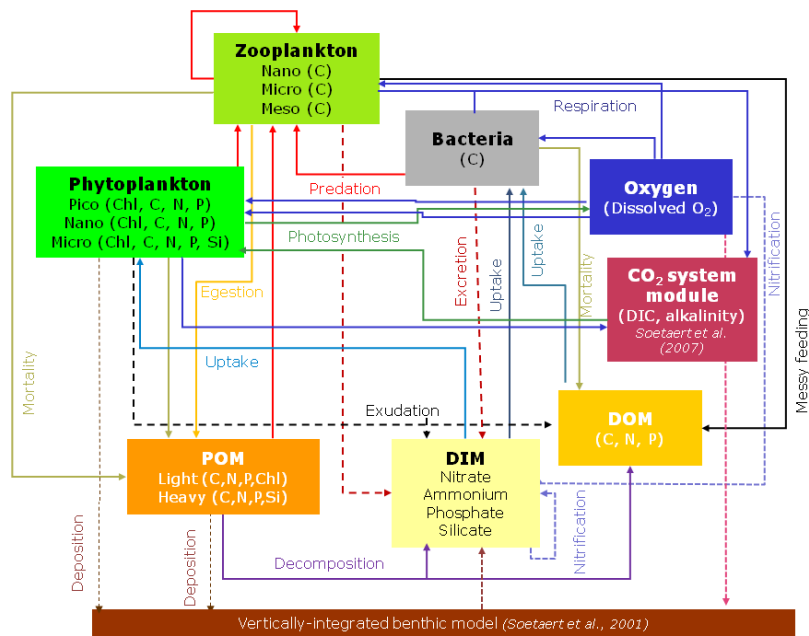 Zooplankton
Nano (C)
Micro (C)
Meso (C)
Respiration
Bacteria
(C)
Phytoplankton
Pico (Chl, C, N, P)
Nano (Chl, C, N, P)
Micro (Chl, C, N, P, Si)
Predation
Oxygen
(Dissolved O₂)
Photosynthesis
Nitrification
Egestion
Excretion
Uptake
Uptake
Mortality
CO₂ system
module
(DIC, alkalinity)
Soetaert et al.
(2007)
Messy feeding
Mortality
Uptake
Exudation
DOM
(C, N, P)
POM
Light (C,N,P,Chl)
Heavy (C,N,P,Si)
DIM
Nitrate
Ammonium
Phosphate
Silicate
Nitrification
Deposition
Deposition
Decomposition
Vertically-integrated benthic model (Soetaert et al., 2001)